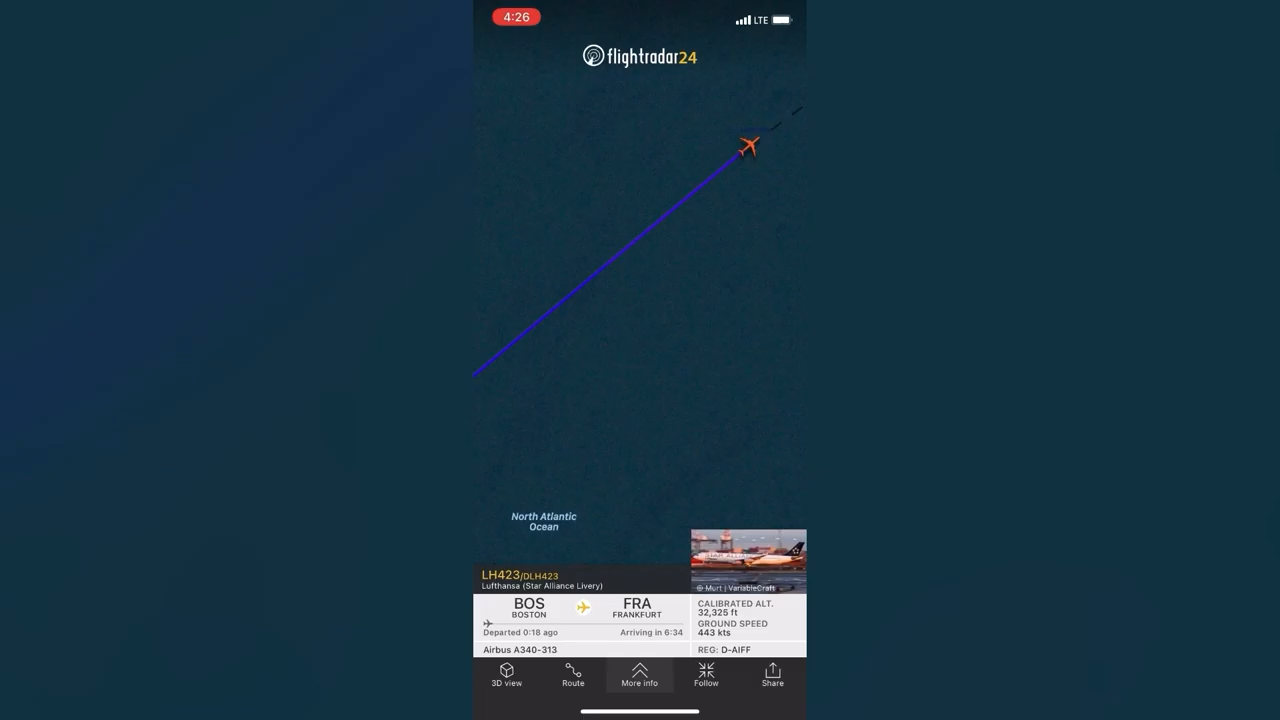 4:26
LTE
flightradar24
North Atlantic
Ocean
LH423/DLH423
Lufthansa (Star Alliance Livery)
© Murt | VariableCraft
BOS
BOSTON
FRA
FRANKFURT
Departed 0:18 ago
Arriving in 6:34
CALIBRATED ALT.
32,325 ft
GROUND SPEED
443 kts
Airbus A340-313
REG: D-AIFF
3D view
Route
More info
Follow
Share